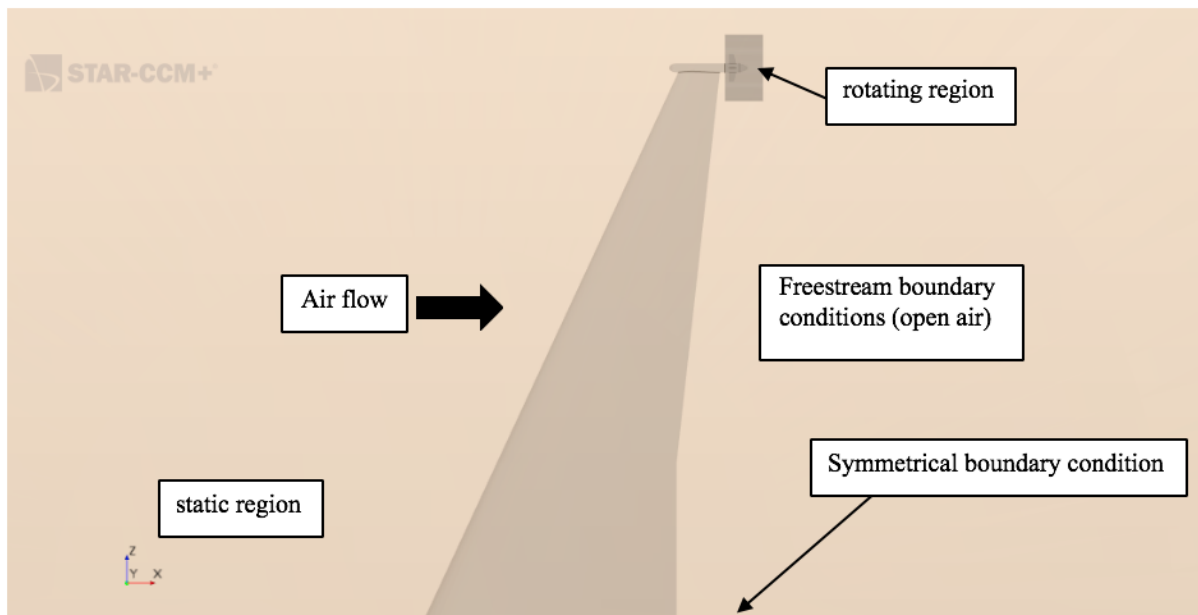 STAR-CCM+
rotating region
Air flow
Freestream boundary
conditions (open air)
Symmetrical boundary condition
static region
Z
Y X